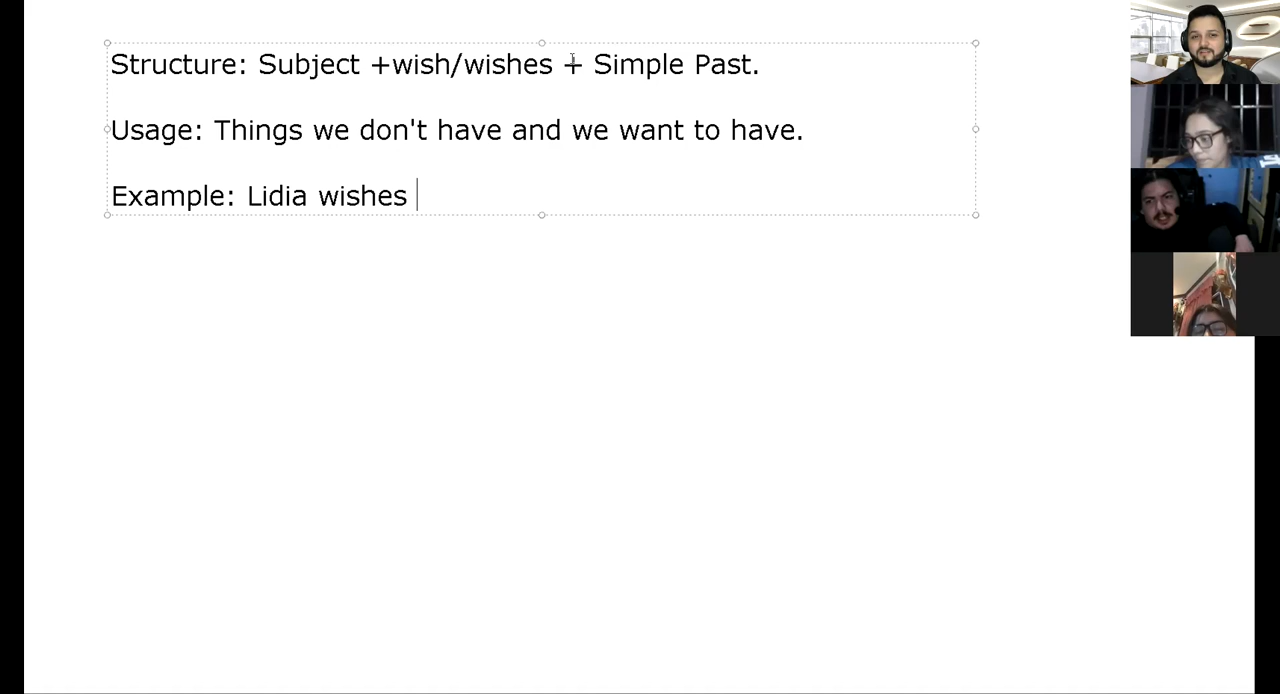 Structure: Subject +wish/wishes + Simple Past.
Usage: Things we don't have and we want to have.
Example: Lidia wishes